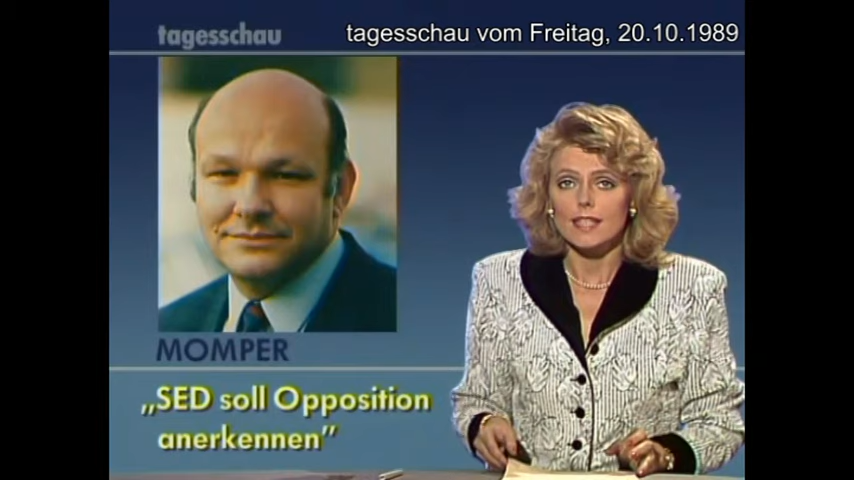 tagesschau
tagesschau vom Freitag, 20.10.1989
MOMPER
„SED soll Opposition
anerkennen”